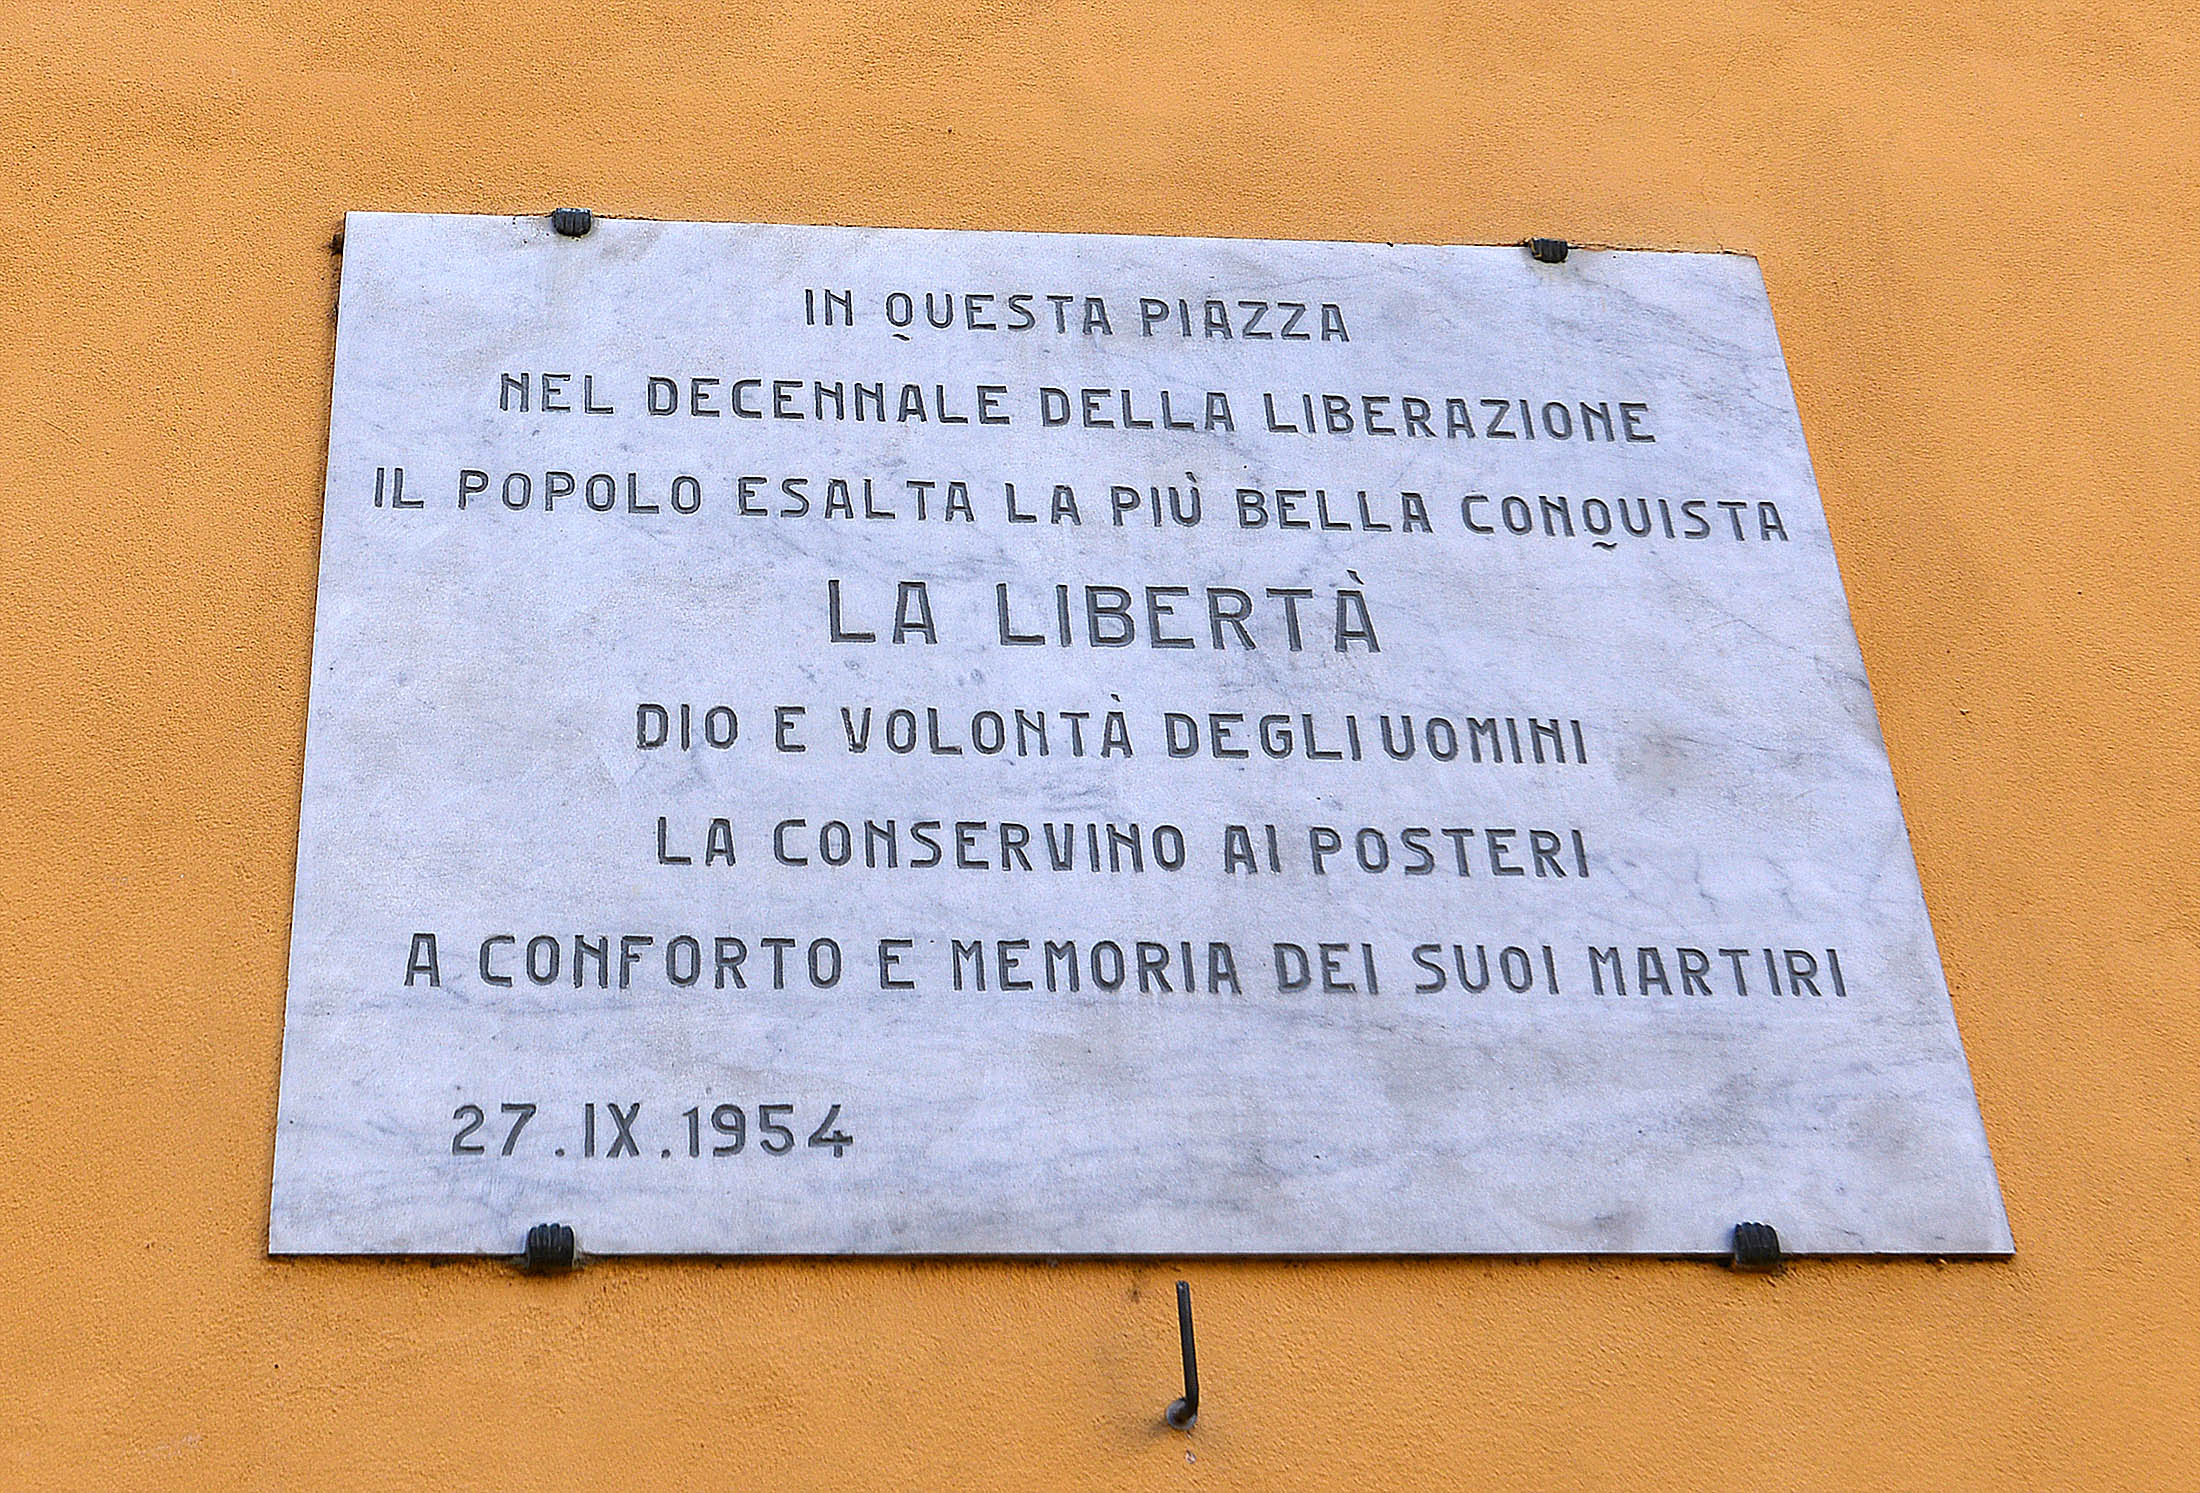 IN QUESTA PIAZZA
NEL DECENNALE DELLA LIBERAZIONE
IL POPOLO ESALTA LA PIÙ BELLA CONQUISTA
LA LIBERTÀ
DIO E VOLONTÀ DEGLI UOMINI
LA CONSERVINO AI POSTERI
A CONFORTO E MEMORIA DEI SUOI MARTIRI
27.IX.1954